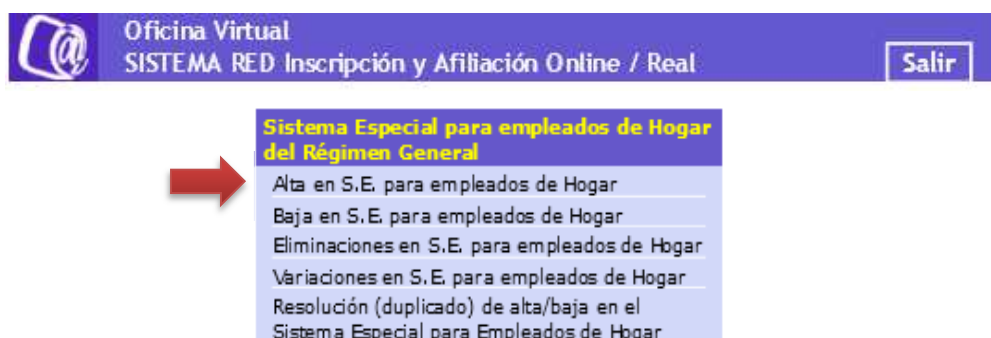 Oficina Virtual
SISTEMA RED Inscripción y Afiliación Online / Real
Salir
Sistema Especial para empleados de Hogar
del Régimen General
Alta en S.E. para empleados de Hogar
Baja en S.E. para empleados de Hogar
Eliminaciones en S.E. para empleados de Hogar
Variaciones en S.E. para empleados de Hogar
Resolución (duplicado) de alta/baja en el
Sistema Especial para Empleados de Hogar